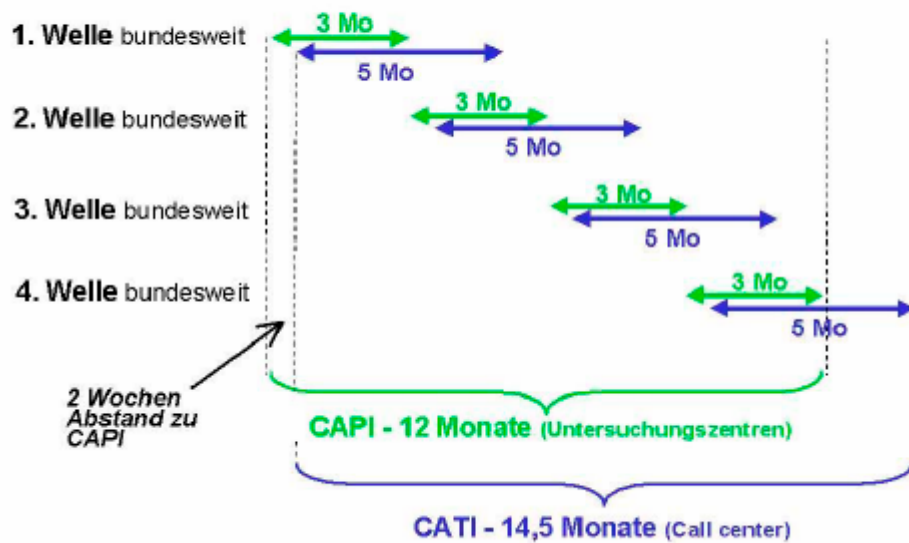 3 Mo
1. Welle bundesweit
5 Mo
3 Mo
2. Welle bundesweit
5 Mo
3 Mo
3. Welle bundesweit
5 Mo
3 Mo
4. Welle bundesweit
5 Mo
2 Wochen
Abstand zu
CAPI
CAPI - 12 Monate (Untersuchungszentren)
CATI - 14,5 Monate (Call center)